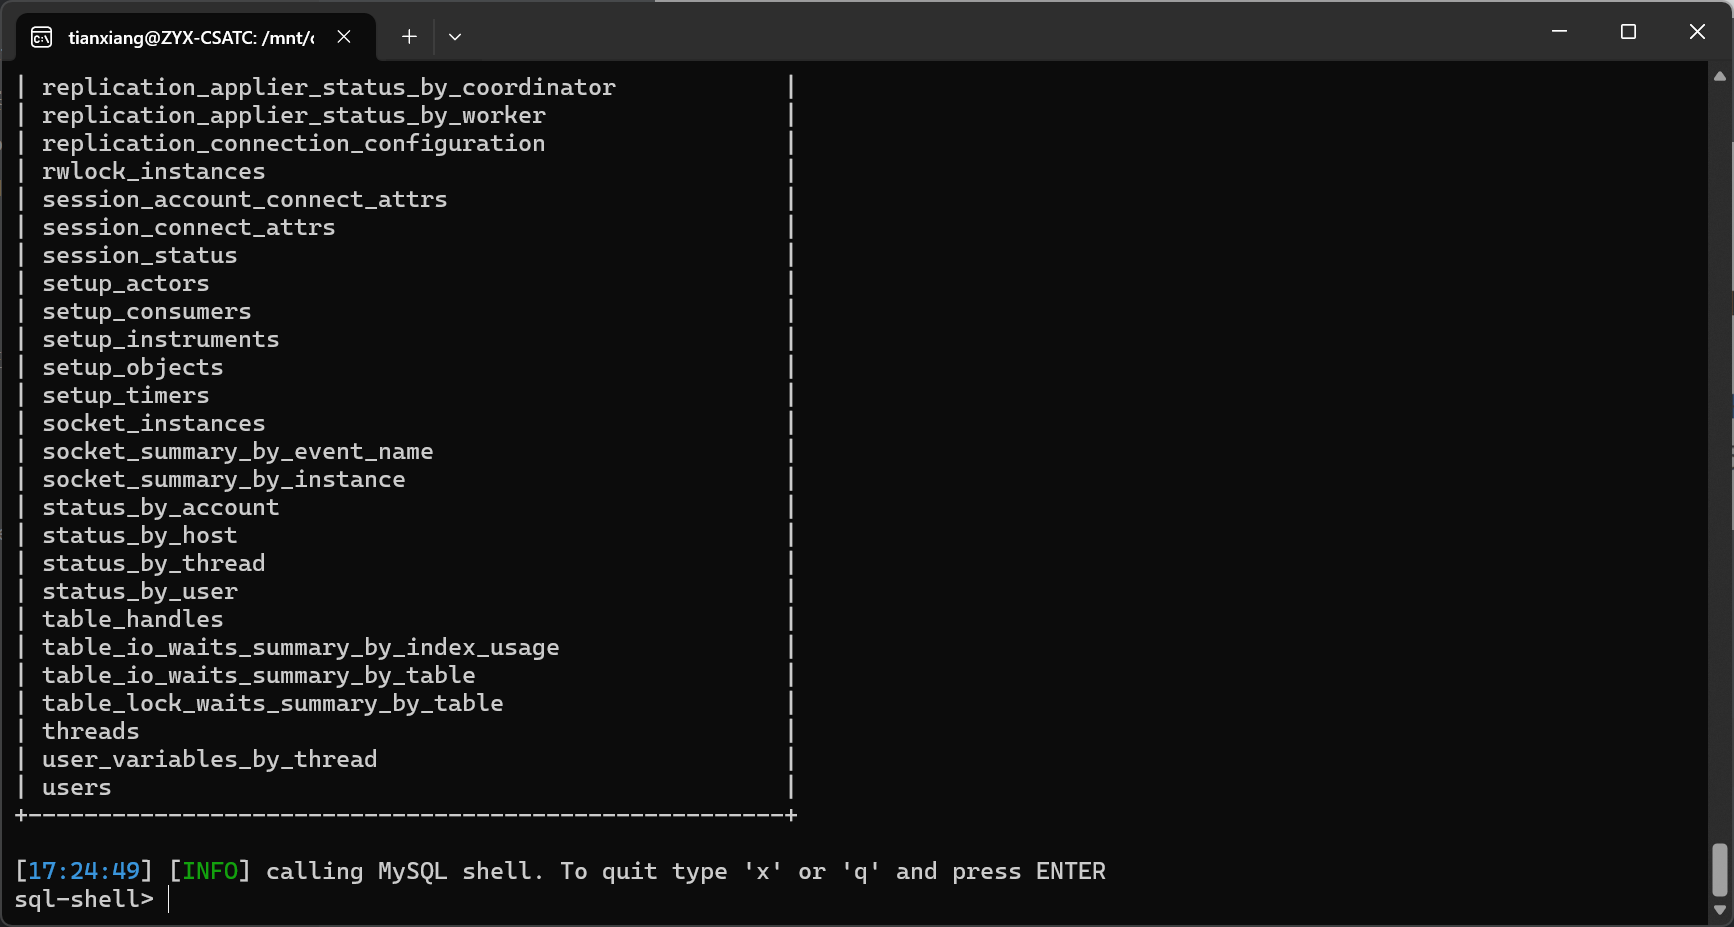 tianxiang@ZYX-CSATC: /mnt/c
| replication_applier_status_by_coordinator |
| replication_applier_status_by_worker |
| replication_connection_configuration |
| rwlock_instances |
| session_account_connect_attrs |
| session_connect_attrs |
| session_status |
| setup_actors |
| setup_consumers |
| setup_instruments |
| setup_objects |
| setup_timers |
| socket_instances |
| socket_summary_by_event_name |
| socket_summary_by_instance |
| status_by_account |
| status_by_host |
| status_by_thread |
| status_by_user |
| table_handles |
| table_io_waits_summary_by_index_usage |
| table_io_waits_summary_by_table |
| table_lock_waits_summary_by_table |
| threads |
| user_variables_by_thread |
| users |
+------------------------------------------------------+
[17:24:49] [INFO] calling MySQL shell. To quit type 'x' or 'q' and press ENTER
sql-shell>